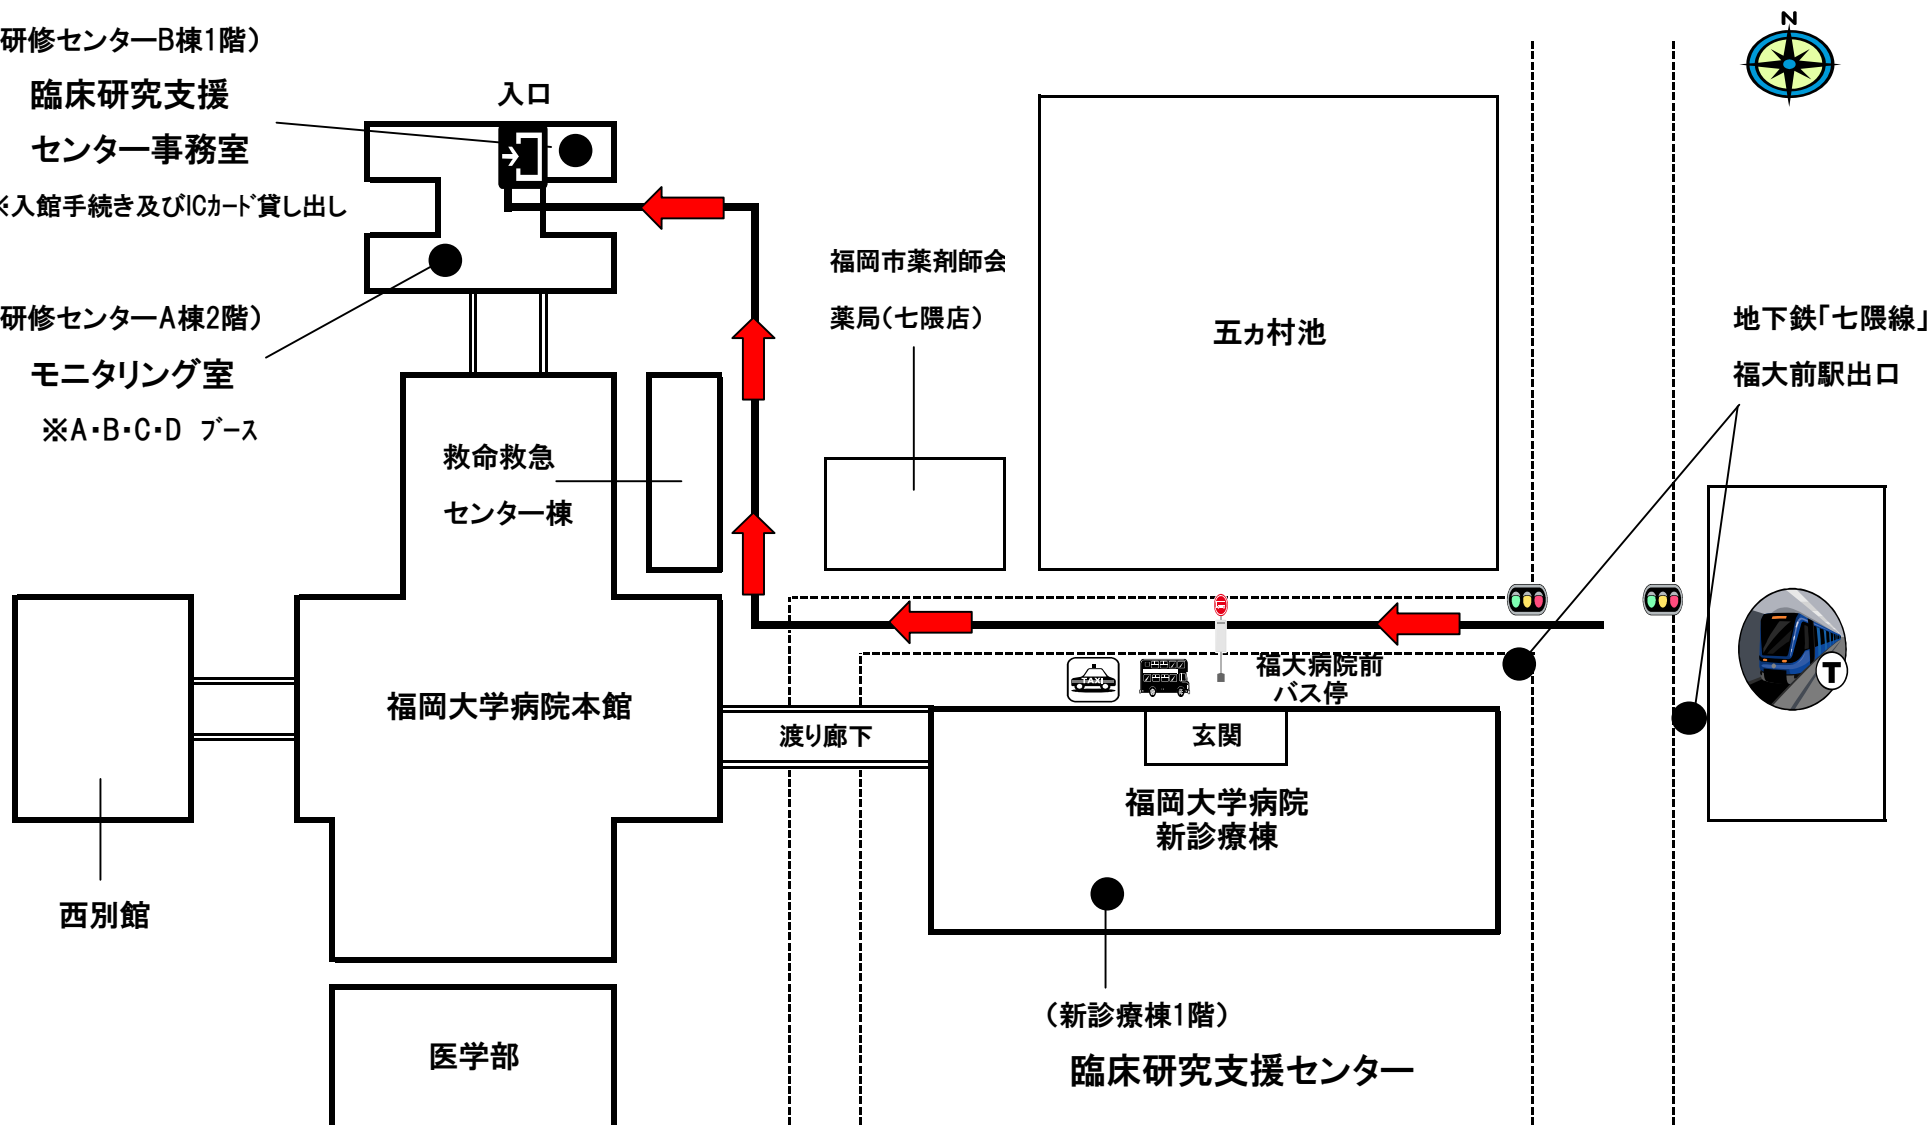 研修センターB棟1階）
臨床研究支援
センター事務室
※入館手続き及びICｶｰﾄﾞ貸し出し
入口
N
研修センターA棟2階）
モニタリング室
※A・B・C・D ﾌﾞｰｽ
福岡市薬剤師会
薬局（七隈店）
五ヵ村池
地下鉄「七隈線」
福大前駅出口
救命救急
センター棟
福大病院前
バス停
TAXI
T
福岡大学病院本館
渡り廊下
玄関
福岡大学病院
新診療棟
西別館
（新診療棟1階）
臨床研究支援センター
医学部